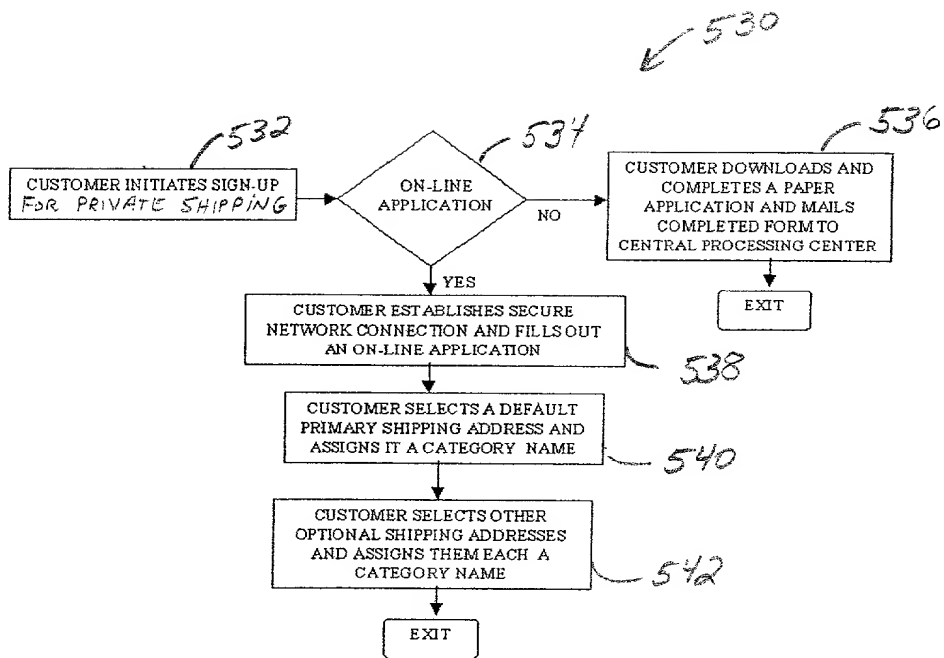 530
532
CUSTOMER INITIATES SIGN-UP
FOR PRIVATE SHIPPING
534
ON-LINE
APPLICATION
NO
536
CUSTOMER DOWNLOADS AND
COMPLETES A PAPER
APPLICATION AND MAILS
COMPLETED FORM TO
CENTRAL PROCESSING CENTER
EXIT
YES
CUSTOMER ESTABLISHES SECURE
NETWORK CONNECTION AND FILLS OUT
AN ON-LINE APPLICATION
538
CUSTOMER SELECTS A DEFAULT
PRIMARY SHIPPING ADDRESS AND
ASSIGNS IT A CATEGORY NAME
540
CUSTOMER SELECTS OTHER
OPTIONAL SHIPPING ADDRESSES
AND ASSIGNS THEM EACH A
CATEGORY NAME
542
EXIT